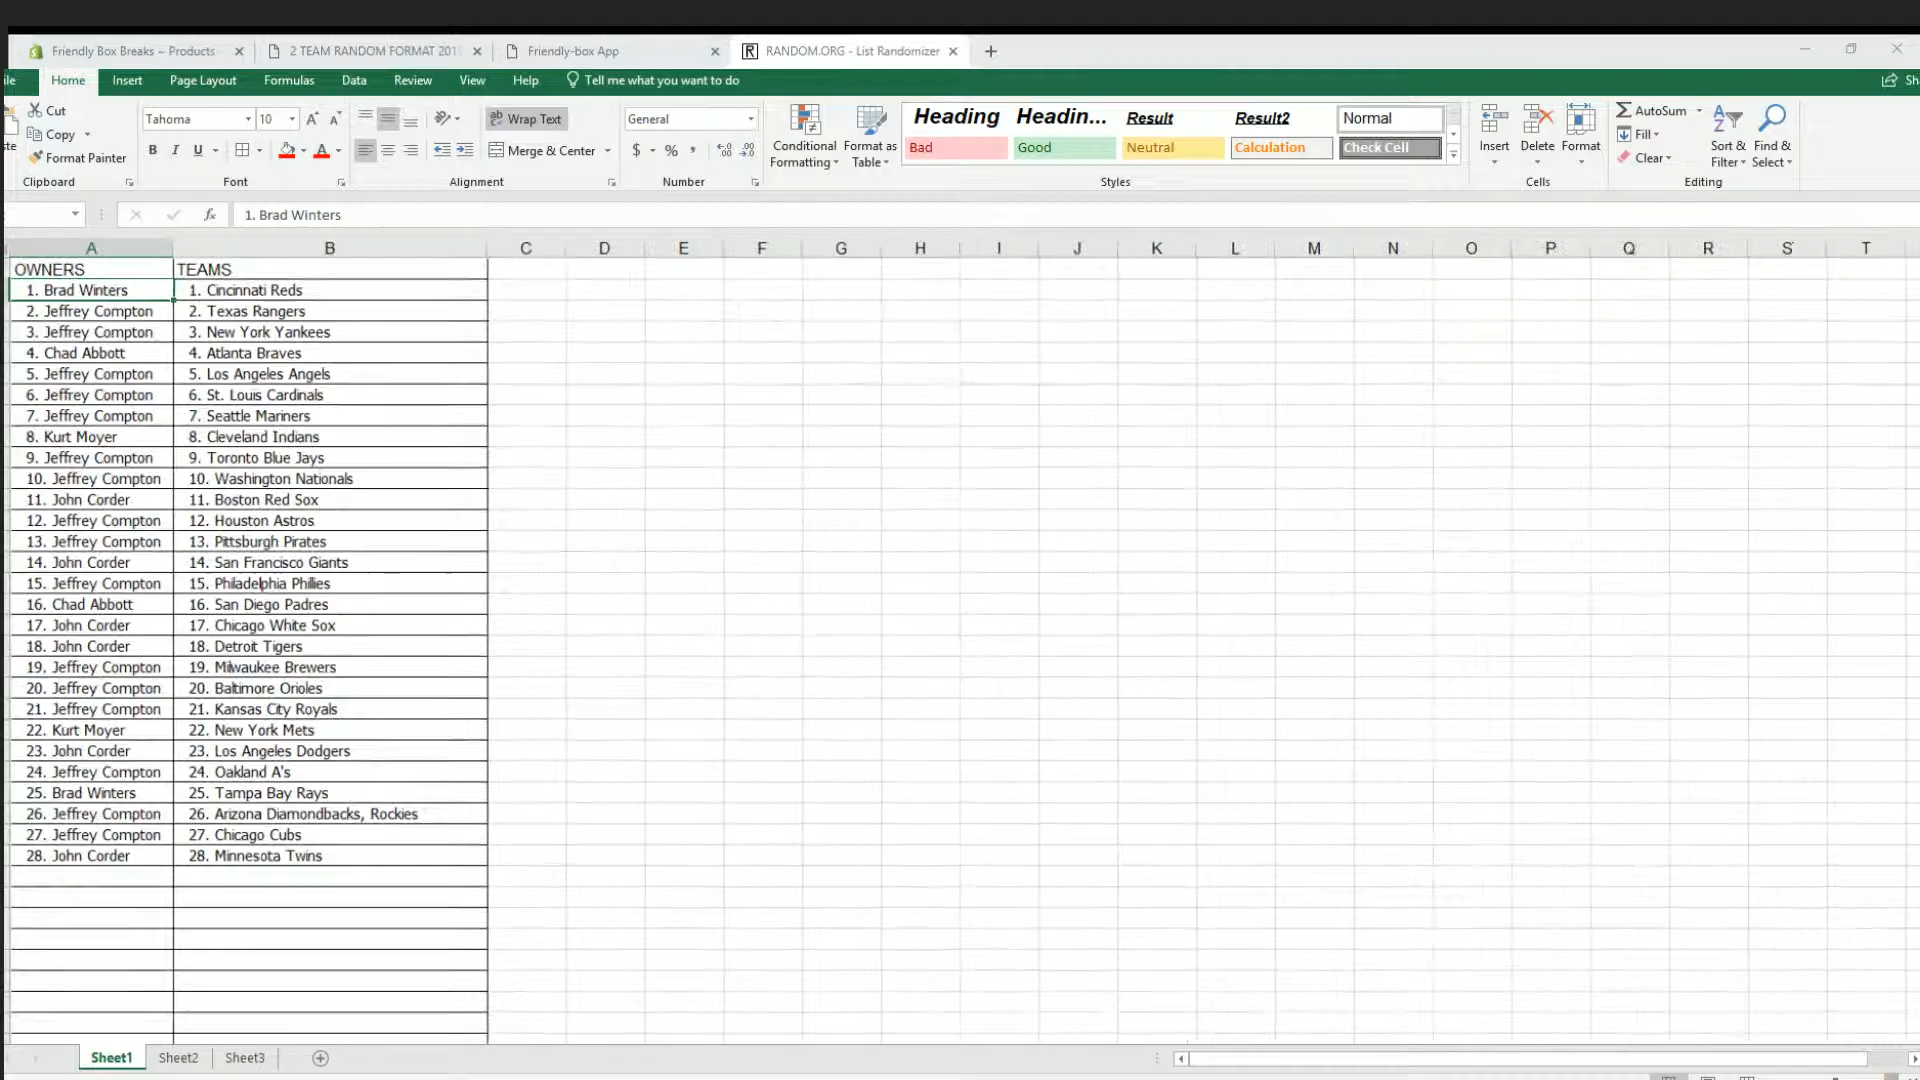 Friendly Box Breaks ~ Products
2 TEAM RANDOM FORMAT 201
Friendly-box App
RANDOM.ORG - List Randomizer
ile Home Insert Page Layout Formulas Data Review View Help Tell me what you want to do Sh
Cut
Copy
Format Painter
Clipboard
Tahoma 10
B I U
Font
Wrap Text
Merge & Center
Alignment
General
$ % ,
Number
Conditional Formatting
Format as Table
Heading Headin... Result Result2 Normal
Bad Good Neutral Calculation Check Cell
Styles
Insert Delete Format
Cells
AutoSum
Fill
Clear
Sort & Filter
Find & Select
Editing
fx 1. Brad Winters
A B C D E F G H I J K L M N O P Q R S T
OWNERS TEAMS
1. Brad Winters 1. Cincinnati Reds
2. Jeffrey Compton 2. Texas Rangers
3. Jeffrey Compton 3. New York Yankees
4. Chad Abbott 4. Atlanta Braves
5. Jeffrey Compton 5. Los Angeles Angels
6. Jeffrey Compton 6. St. Louis Cardinals
7. Jeffrey Compton 7. Seattle Mariners
8. Kurt Moyer 8. Cleveland Indians
9. Jeffrey Compton 9. Toronto Blue Jays
10. Jeffrey Compton 10. Washington Nationals
11. John Corder 11. Boston Red Sox
12. Jeffrey Compton 12. Houston Astros
13. Jeffrey Compton 13. Pittsburgh Pirates
14. John Corder 14. San Francisco Giants
15. Jeffrey Compton 15. Philadelphia Phillies
16. Chad Abbott 16. San Diego Padres
17. John Corder 17. Chicago White Sox
18. John Corder 18. Detroit Tigers
19. Jeffrey Compton 19. Milwaukee Brewers
20. Jeffrey Compton 20. Baltimore Orioles
21. Jeffrey Compton 21. Kansas City Royals
22. Kurt Moyer 22. New York Mets
23. John Corder 23. Los Angeles Dodgers
24. Jeffrey Compton 24. Oakland A's
25. Brad Winters 25. Tampa Bay Rays
26. Jeffrey Compton 26. Arizona Diamondbacks, Rockies
27. Jeffrey Compton 27. Chicago Cubs
28. John Corder 28. Minnesota Twins
Sheet1 Sheet2 Sheet3